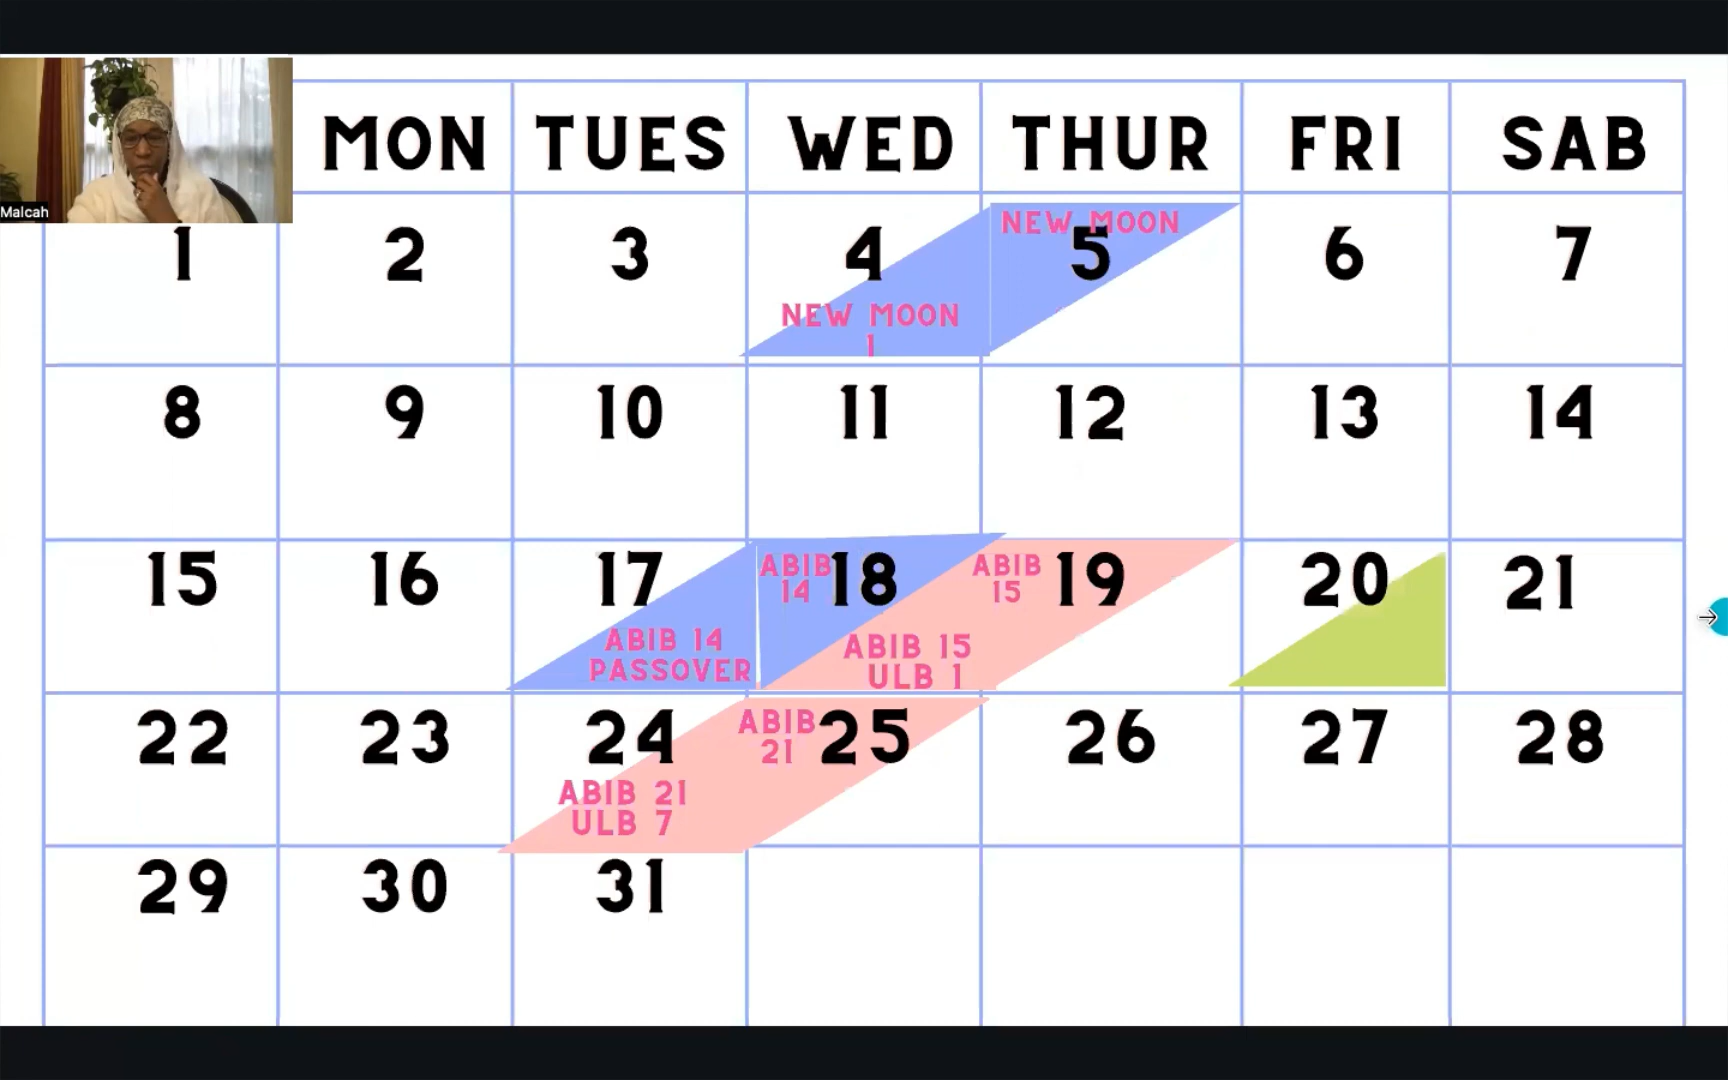 Malcah
MON TUES WED THUR FRI SAB
1 2 3 4 5 6 7
NEW MOON
NEW MOON
1
8 9 10 11 12 13 14
15 16 17 18 19 20 21
ABIB
14
ABIB
15
ABIB 14
PASSOVER
ABIB 15
ULB 1
22 23 24 25 26 27 28
ABIB
21
ABIB 21
ULB 7
29 30 31